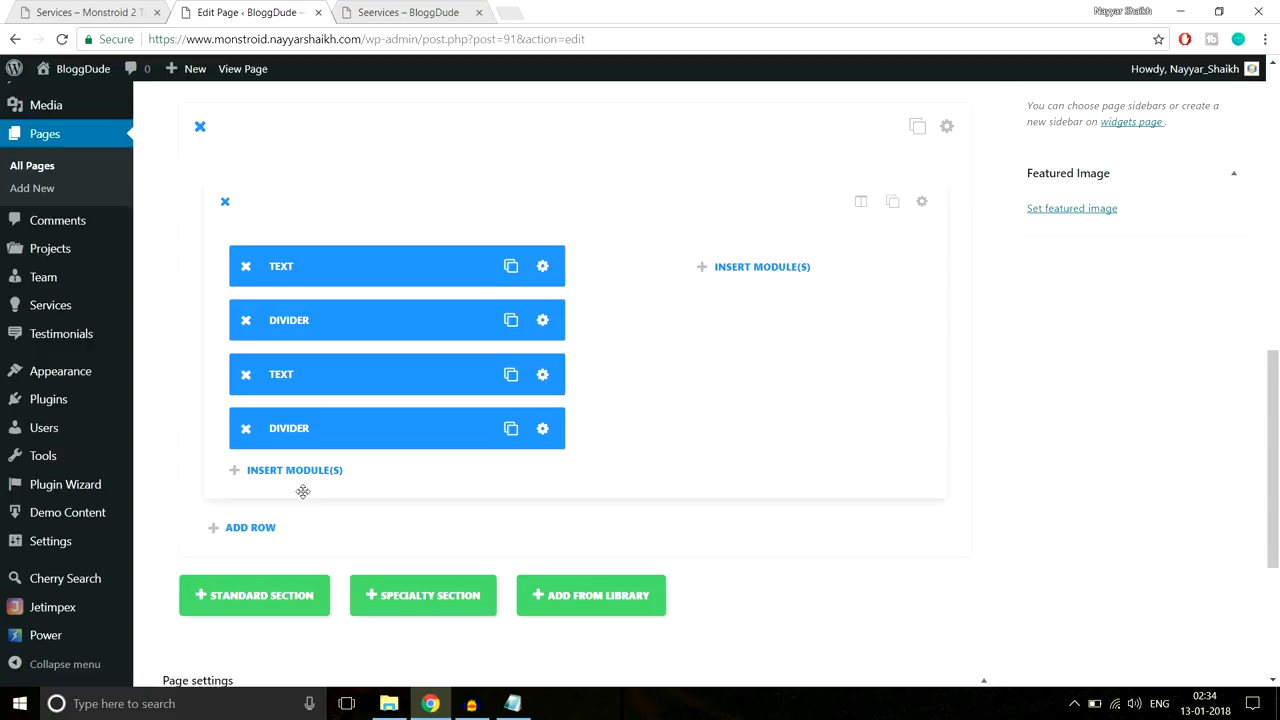 Services – Monstroid 2 T
Edit Page ‹ BloggDude –
Seervices – BloggDude
Nayyar Shaikh
Secure
https://www.monstroid.nayyarshaikh.com/wp-admin/post.php?post=91&action=edit
BloggDude
0
New
View Page
Howdy, Nayyar_Shaikh
Media
Pages
All Pages
Add New
Comments
Projects
Team
Services
Testimonials
Appearance
Plugins
Users
Tools
Plugin Wizard
Demo Content
Settings
Cherry Search
Jetimpex
Power
Collapse menu
TEXT
DIVIDER
TEXT
DIVIDER
INSERT MODULE(S)
INSERT MODULE(S)
ADD ROW
STANDARD SECTION
SPECIALTY SECTION
ADD FROM LIBRARY
Page settings
You can choose page sidebars or create a
new sidebar on widgets page .
Featured Image
Set featured image
Type here to search
ENG
02:34
13-01-2018